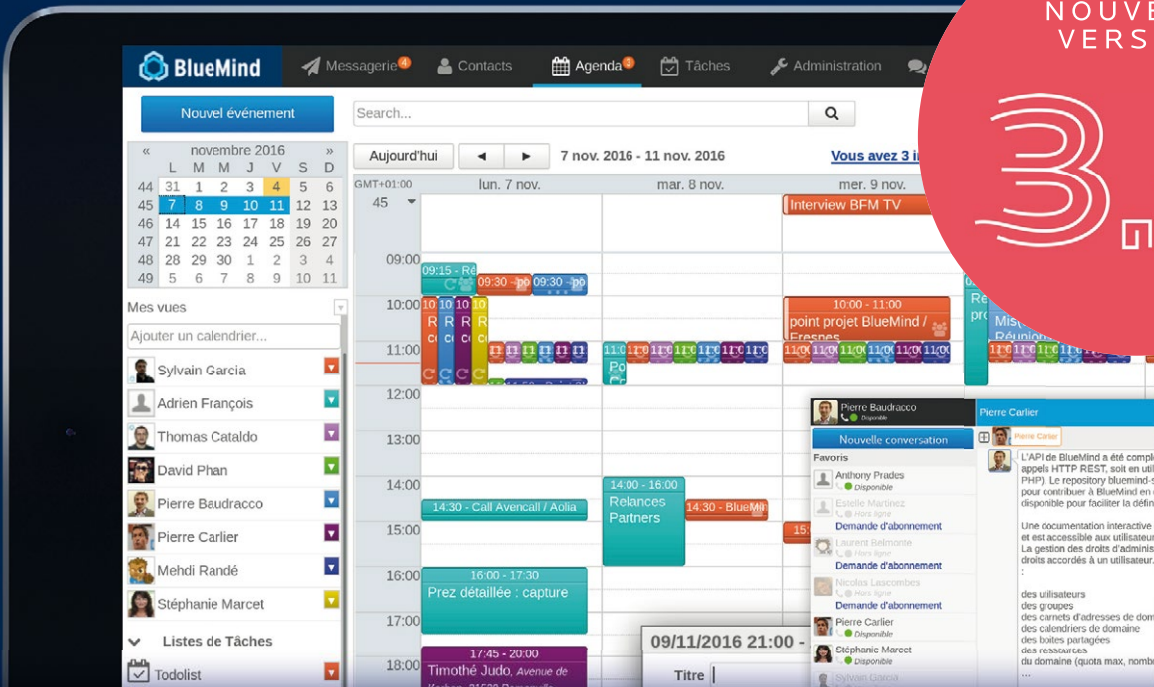 NOUVE
VERS
3.
BlueMind
Messagerie 4
Contacts
Agenda
Tâches
Administration
Nouvel événement
Search...
« novembre 2016 »
L M M J V S D
44 31 1 2 3 4 5 6
45 7 8 9 10 11 12 13
46 14 15 16 17 18 19 20
47 21 22 23 24 25 26 27
48 28 29 30 1 2 3 4
49 5 6 7 8 9 10 11
Aujourd'hui
7 nov. 2016 - 11 nov. 2016
Vous avez 3 i
GMT+01:00
lun. 7 nov.
mar. 8 nov.
mer. 9 nov.
45
Interview BFM TV
09:00
09:15 - Ré
09:30 - po
09:30 - po
10:00
10 10 10 10
R R R R
10:00 - 11:00
point projet BlueMind /
Fresnes
Ré
pro
Mis(
Réunion
11:00
Po
12:00
13:00
14:00
14:00 - 16:00
Relances
Partners
14:30 - Call Avencall / Aolia
14:30 - BlueMin
15:00
15:
16:00
16:00 - 17:30
Prez détaillée : capture
17:00
17:45 - 20:00
18:00
Timothé Judo, Avenue de
Mes vues
Ajouter un calendrier...
Sylvain Garcia
Adrien François
Thomas Cataldo
David Phan
Pierre Baudracco
Pierre Carlier
Mehdi Randé
Stéphanie Marcet
Listes de Tâches
Todolist
09/11/2016 21:00 -
Titre
Pierre Baudracco
Disponible
Nouvelle conversation
Favoris
Anthony Prades
Disponible
Estelle Martinez
Hors ligne
Demande d'abonnement
Laurent Belmonte
Hors ligne
Demande d'abonnement
Nicolas Lascombes
Hors ligne
Demande d'abonnement
Pierre Carlier
Disponible
Stéphanie Marcet
Disponible
Sylvain Garcia
Pierre Carlier
Pierre Carlier
L'API de BlueMind a été complè
appels HTTP REST, soit en utili
PHP). Le repository bluemind-s
pour contribuer à BlueMind en
disponible pour faciliter la défin
Une documentation interactive
et est accessible aux utilisateur
La gestion des droits d'adminis
droits accordés à un utilisateur.
:
des utilisateurs
des groupes
des carnets d'adresses de dom
des calendriers de domaine
des boites partagées
des ressources
du domaine (quota max, nombr
...